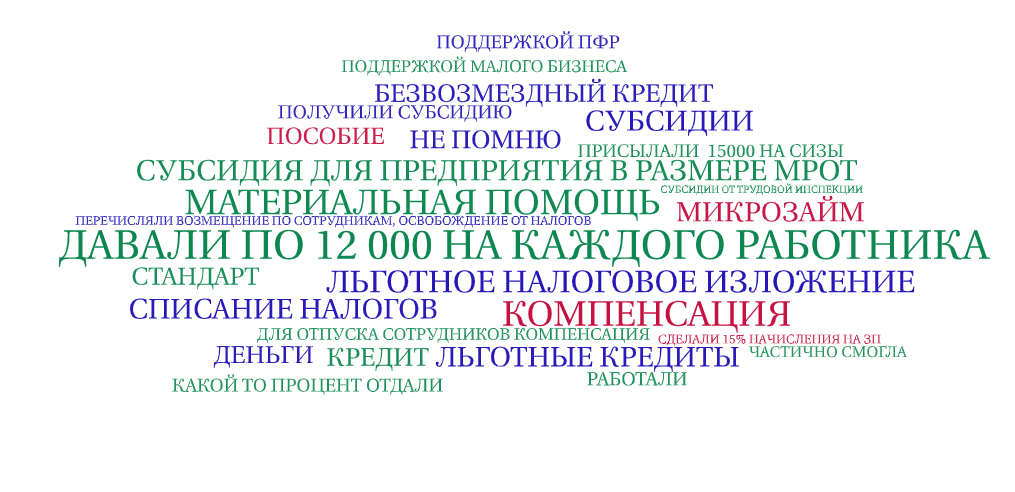 ПОДДЕРЖКОЙ ПФР
ПОДДЕРЖКОЙ МАЛОГО БИЗНЕСА
БЕЗВОЗМЕЗДНЫЙ КРЕДИТ
ПОЛУЧИЛИ СУБСИДИЮ
СУБСИДИИ
ПОСОБИЕ
НЕ ПОМНЮ
ПРИСЫЛАЛИ 15000 НА СИЗЫ
СУБСИДИЯ ДЛЯ ПРЕДПРИЯТИЯ В РАЗМЕРЕ МРОТ
СУБСИДИИ ОТ ТРУДОВОЙ ИНСПЕКЦИИ
МАТЕРИАЛЬНАЯ ПОМОЩЬ
МИКРОЗАЙМ
ПЕРЕЧИСЛЯЛИ ВОЗМЕЩЕНИЕ ПО СОТРУДНИКАМ, ОСВОБОЖДЕНИЕ ОТ НАЛОГОВ
ДАВАЛИ ПО 12 000 НА КАЖДОГО РАБОТНИКА
СТАНДАРТ
ЛЬГОТНОЕ НАЛОГОВОЕ ИЗЛОЖЕНИЕ
СПИСАНИЕ НАЛОГОВ
КОМПЕНСАЦИЯ
ДЛЯ ОТПУСКА СОТРУДНИКОВ КОМПЕНСАЦИЯ
СДЕЛАЛИ 15% НАЧИСЛЕНИЯ НА ЗП
ДЕНЬГИ
КРЕДИТ
ЛЬГОТНЫЕ КРЕДИТЫ
ЧАСТИЧНО СМОГЛА
РАБОТАЛИ
КАКОЙ ТО ПРОЦЕНТ ОТДАЛИ